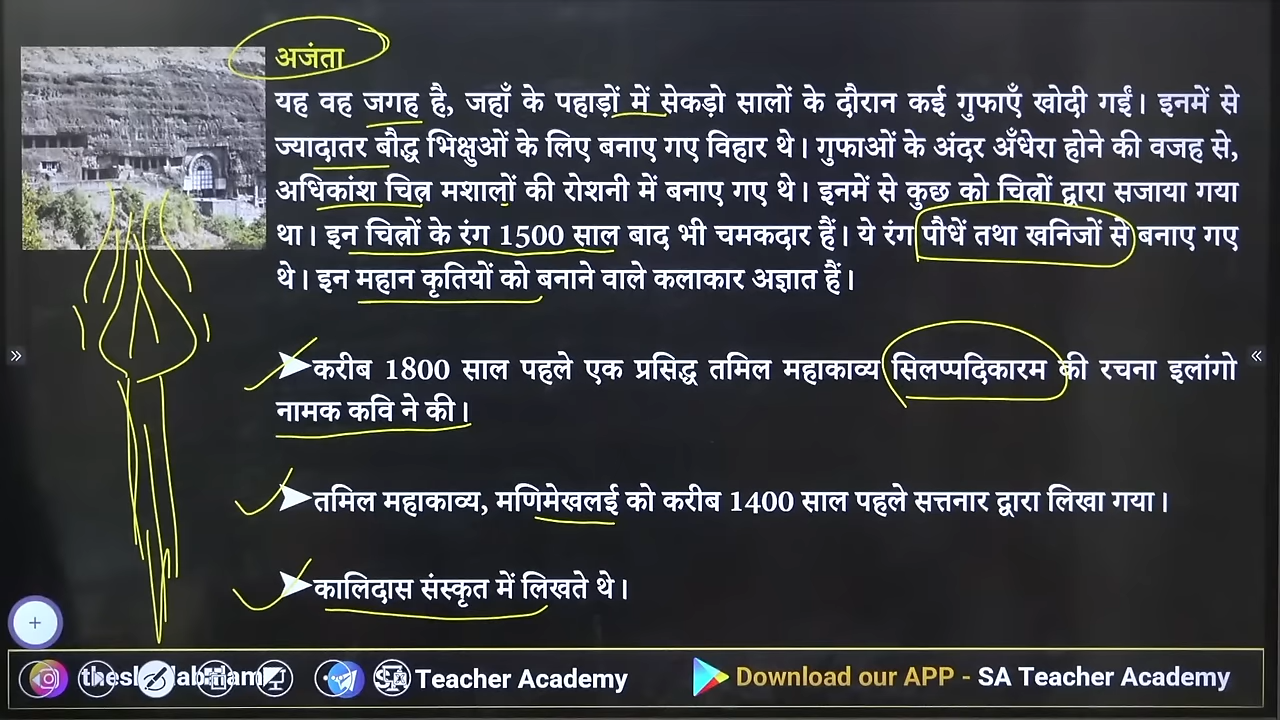 अजंता
यह वह जगह है, जहाँ के पहाड़ों में सेकड़ो सालों के दौरान कई गुफाएँ खोदी गईं। इनमें से
ज्यादातर बौद्ध भिक्षुओं के लिए बनाए गए विहार थे। गुफाओं के अंदर अँधेरा होने की वजह से,
अधिकांश चित्र मशालों की रोशनी में बनाए गए थे। इनमें से कुछ को चित्रों द्वारा सजाया गया
था। इन चित्रों के रंग 1500 साल बाद भी चमकदार हैं। ये रंग पौधें तथा खनिजों से बनाए गए
थे। इन महान कृतियों को बनाने वाले कलाकार अज्ञात हैं।
करीब 1800 साल पहले एक प्रसिद्ध तमिल महाकाव्य सिलप्पदिकारम की रचना इलांगो
नामक कवि ने की।
तमिल महाकाव्य, मणिमेखलई को करीब 1400 साल पहले सत्तनार द्वारा लिखा गया।
कालिदास संस्कृत में लिखते थे।
Teacher Academy
Download our APP - SA Teacher Academy